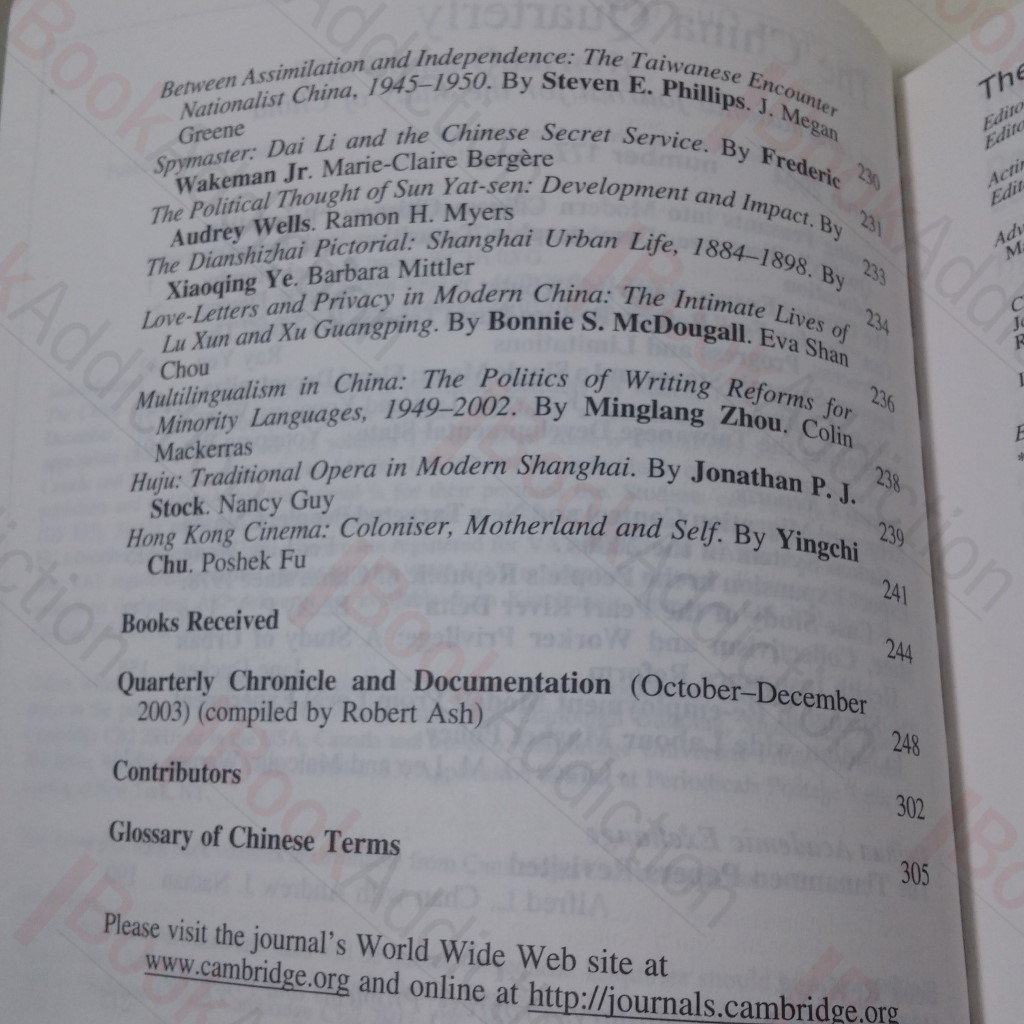 Between Assimilation and Independence: The Taiwanese Encounter
Nationalist China, 1945–1950. By Steven E. Phillips. J. Megan
Greene 230
Spymaster: Dai Li and the Chinese Secret Service. By Frederic
Wakeman Jr. Marie-Claire Bergère 231
The Political Thought of Sun Yat-sen: Development and Impact. By
Audrey Wells. Ramon H. Myers 233
The Dianshizhai Pictorial: Shanghai Urban Life, 1884–1898. By
Xiaoqing Ye. Barbara Mittler 234
Love-Letters and Privacy in Modern China: The Intimate Lives of
Lu Xun and Xu Guangping. By Bonnie S. McDougall. Eva Shan
Chou 236
Multilingualism in China: The Politics of Writing Reforms for
Minority Languages, 1949–2002. By Minglang Zhou. Colin
Mackerras 238
Huju: Traditional Opera in Modern Shanghai. By Jonathan P. J.
Stock. Nancy Guy 239
Hong Kong Cinema: Coloniser, Motherland and Self. By Yingchi
Chu. Poshek Fu 241
Books Received 244
Quarterly Chronicle and Documentation (October–December
2003) (compiled by Robert Ash) 248
Contributors 302
Glossary of Chinese Terms 305
Please visit the journal's World Wide Web site at
www.cambridge.org and online at http://journals.cambridge.org
The